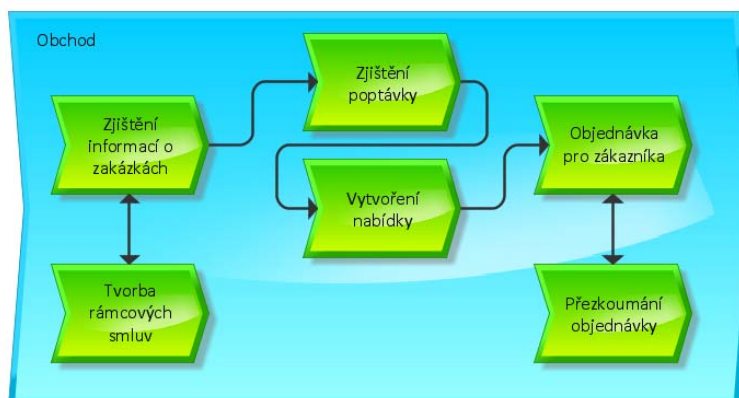 Obchod
Zjištění
informací o
zakázkách
Zjištění
poptávky
Vytvoření
nabídky
Objednávka
pro zákazníka
Tvorba
rámcových
smluv
Přezkoumání
objednávky